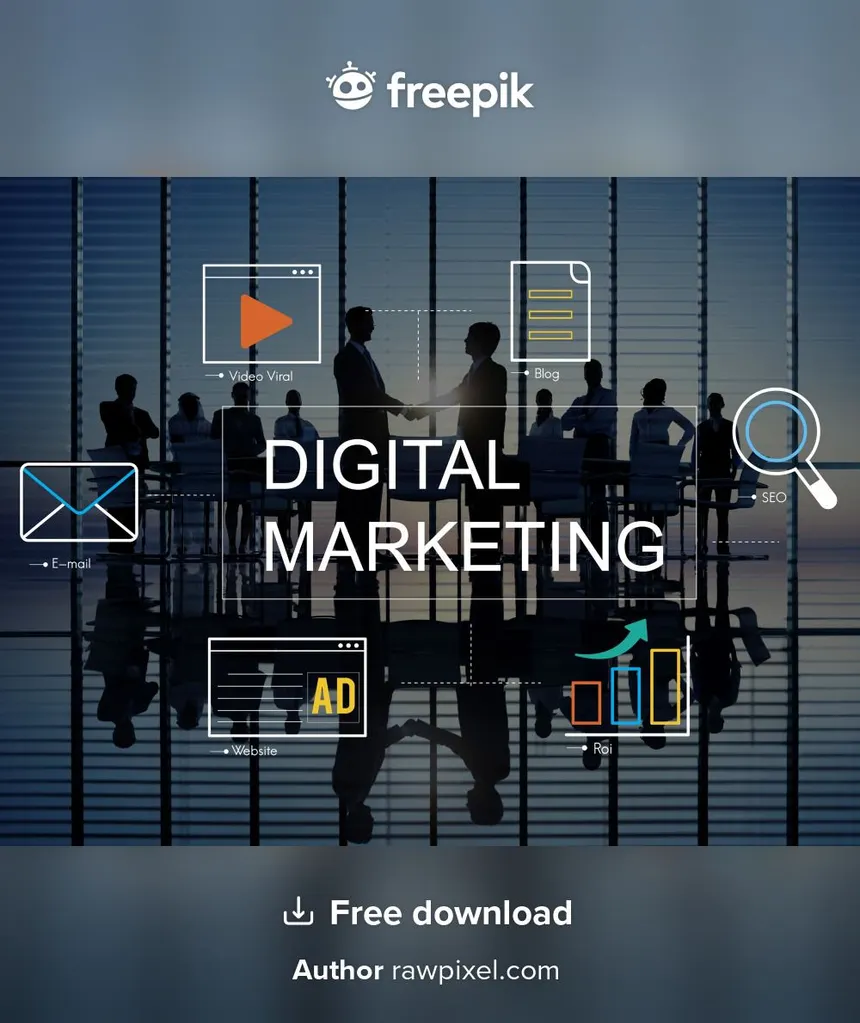 freepik
Video Viral
Blog
DIGITAL
MARKETING
SEO
E-mail
AD
Website
Roi
Free download
Author rawpixel.com